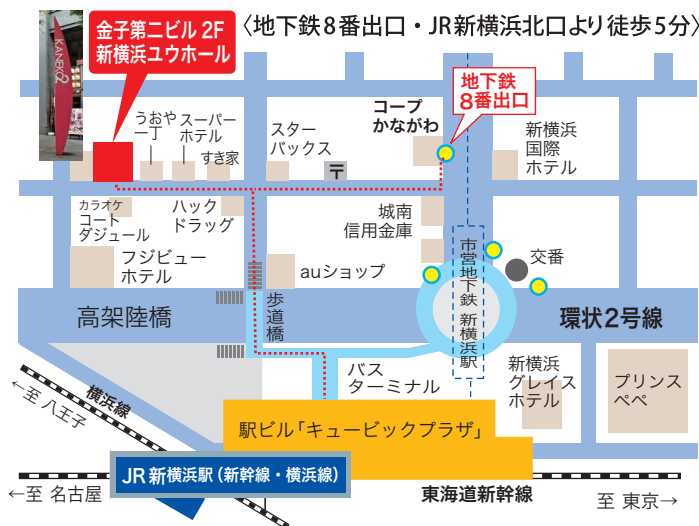 金子第二ビル 2F
新横浜ユウホール
〈地下鉄8番出口・JR新横浜北口より徒歩5分〉
KANEKO
2
地下鉄
8番出口
コープ
かながわ
うおや
一丁
スーパー
ホテル
すき家
スター
バックス
〒
新横浜
国際
ホテル
カラオケ
コート
ダジュール
ハック
ドラッグ
城南
信用金庫
フジビュー
ホテル
auショップ
市営地下鉄 新横浜駅
交番
高架陸橋
歩道橋
環状2号線
バス
ターミナル
新横浜
グレイス
ホテル
プリンス
ペペ
横浜線
←至 八王子
駅ビル「キュービックプラザ」
JR新横浜駅(新幹線・横浜線)
←至 名古屋
東海道新幹線
至 東京→